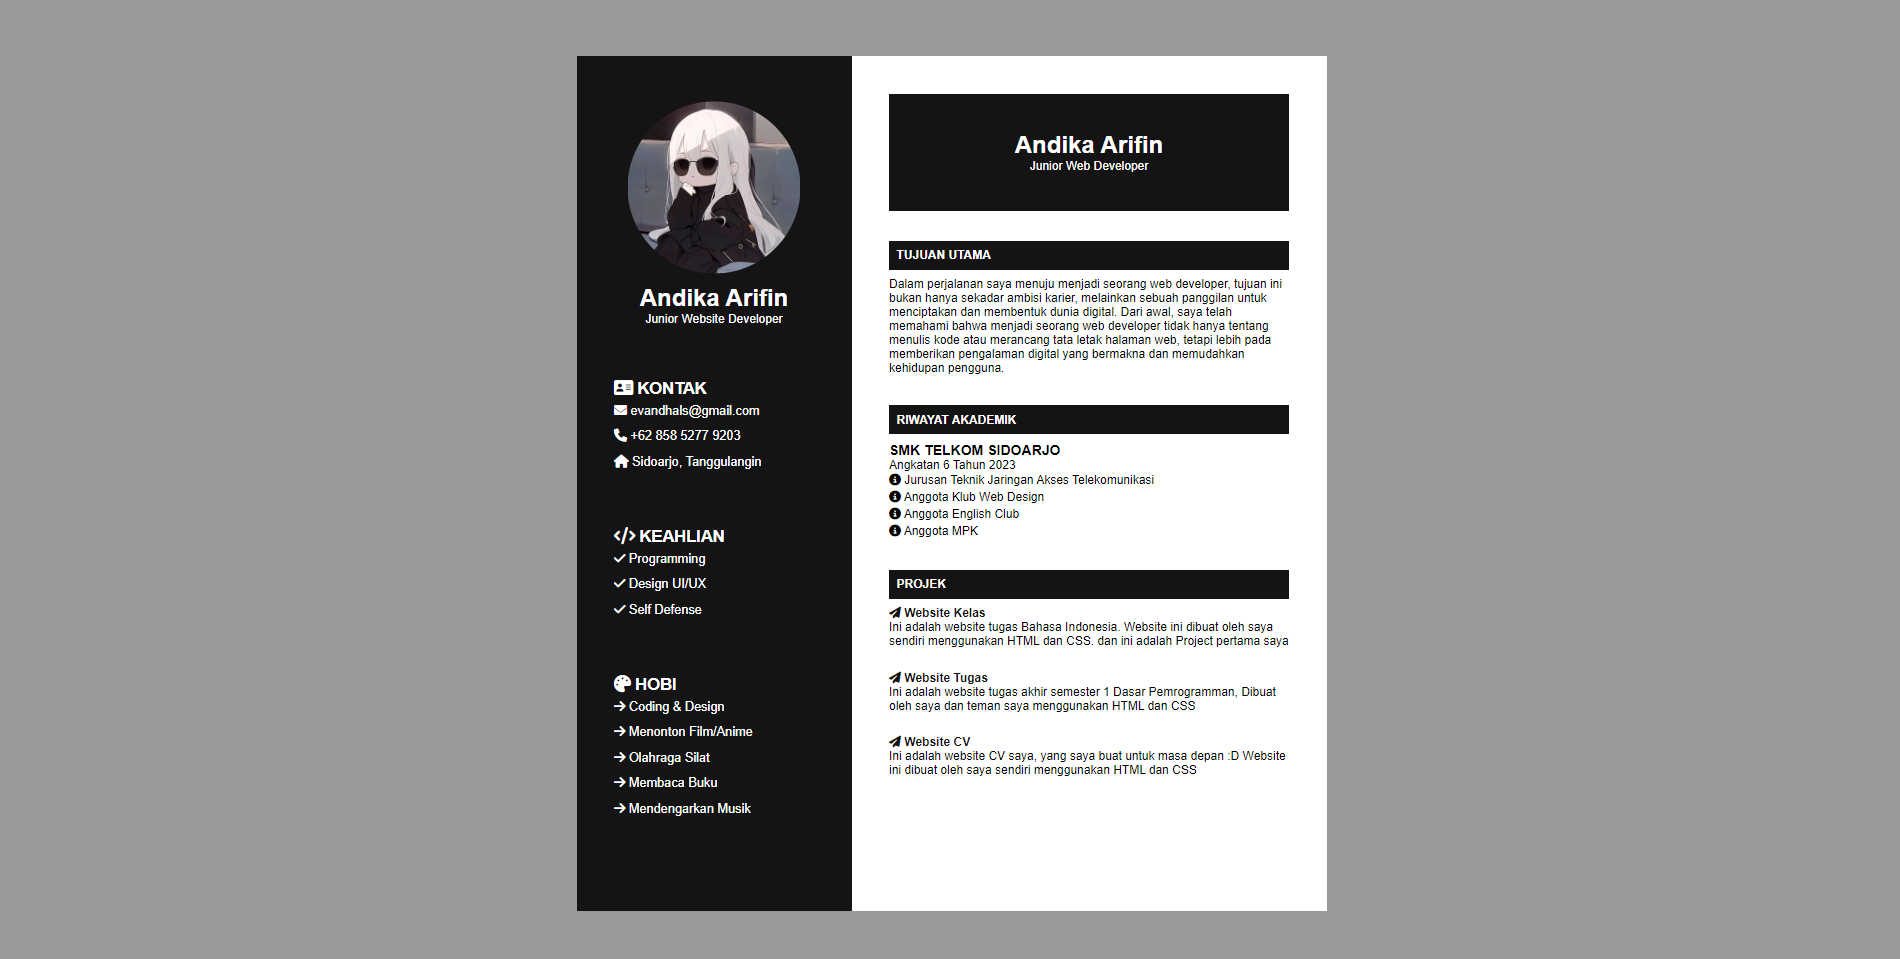 Andika Arifin
Junior Website Developer
KONTAK
evandhals@gmail.com
+62 858 5277 9203
Sidoarjo, Tanggulangin
KEAHLIAN
Programming
Design UI/UX
Self Defense
HOBI
Coding & Design
Menonton Film/Anime
Olahraga Silat
Membaca Buku
Mendengarkan Musik
Andika Arifin
Junior Web Developer
TUJUAN UTAMA
Dalam perjalanan saya menuju menjadi seorang web developer, tujuan ini
bukan hanya sekadar ambisi karier, melainkan sebuah panggilan untuk
menciptakan dan membentuk dunia digital. Dari awal, saya telah
memahami bahwa menjadi seorang web developer tidak hanya tentang
menulis kode atau merancang tata letak halaman web, tetapi lebih pada
memberikan pengalaman digital yang bermakna dan memudahkan
kehidupan pengguna.
RIWAYAT AKADEMIK
SMK TELKOM SIDOARJO
Angkatan 6 Tahun 2023
Jurusan Teknik Jaringan Akses Telekomunikasi
Anggota Klub Web Design
Anggota English Club
Anggota MPK
PROJEK
Website Kelas
Ini adalah website tugas Bahasa Indonesia. Website ini dibuat oleh saya
sendiri menggunakan HTML dan CSS. dan ini adalah Project pertama saya
Website Tugas
Ini adalah website tugas akhir semester 1 Dasar Pemrogramman, Dibuat
oleh saya dan teman saya menggunakan HTML dan CSS
Website CV
Ini adalah website CV saya, yang saya buat untuk masa depan :D Website
ini dibuat oleh saya sendiri menggunakan HTML dan CSS